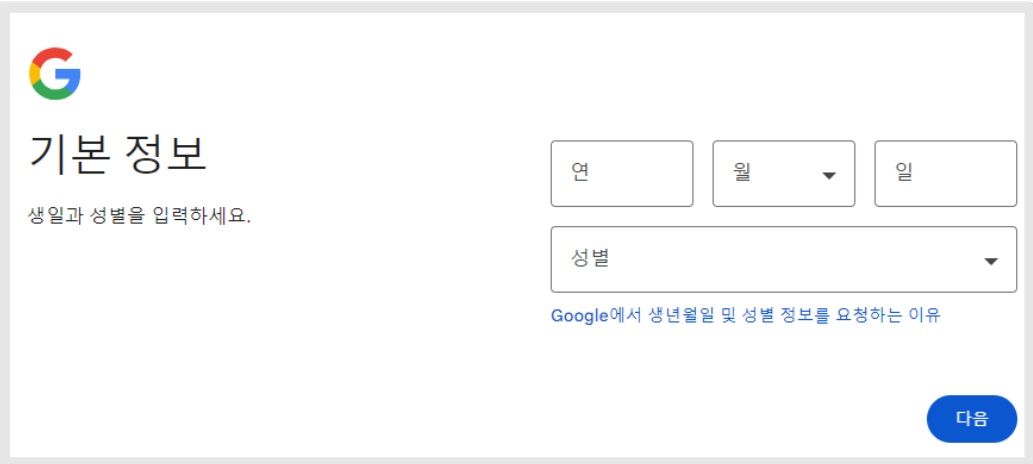 기본 정보
생일과 성별을 입력하세요.
연
월
일
성별
Google에서 생년월일 및 성별 정보를 요청하는 이유
다음